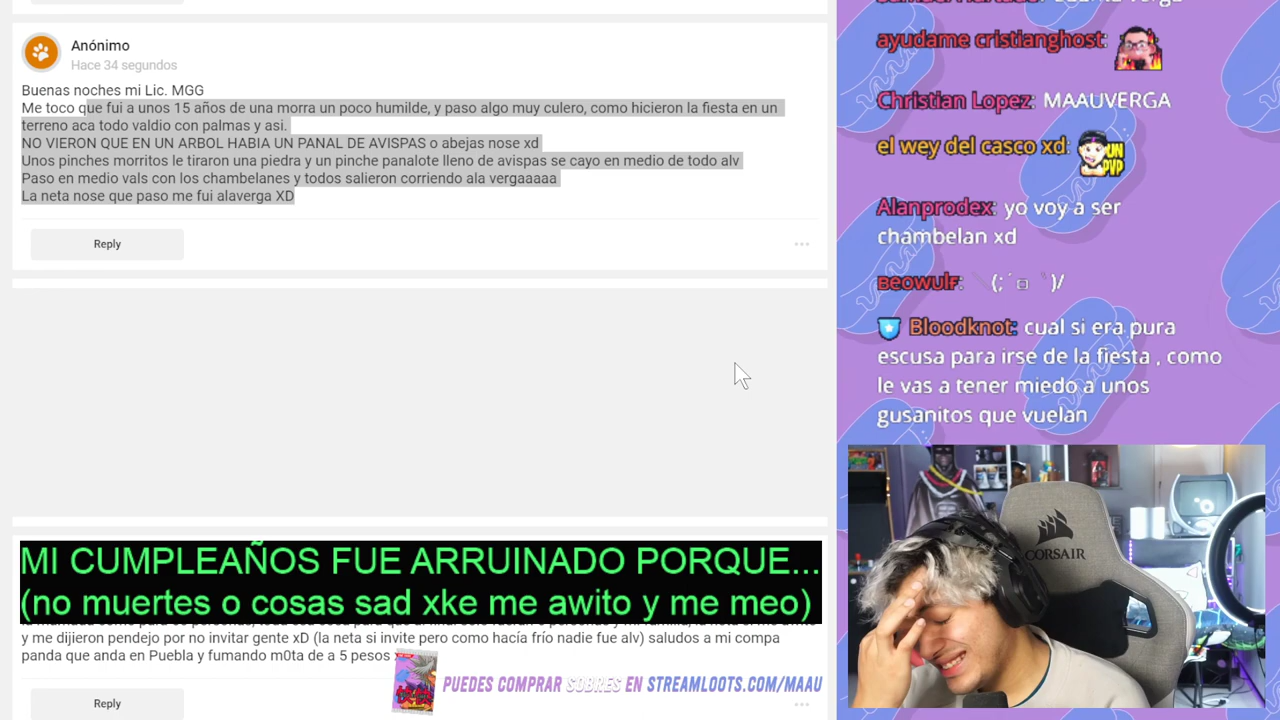 Anónimo
Hace 34 segundos
Buenas noches mi Lic. MGG
Me toco que fui a unos 15 años de una morra un poco humilde, y paso algo muy culero, como hicieron la fiesta en un
terreno aca todo valdio con palmas y asi.
NO VIERON QUE EN UN ARBOL HABIA UN PANAL DE AVISPAS o abejas nose xd
Unos pinches morritos le tiraron una piedra y un pinche panalote lleno de avispas se cayo en medio de todo alv
Paso en medio vals con los chambelanes y todos salieron corriendo ala vergaaaaa
La neta nose que paso me fui alaverga XD
Reply
MI CUMPLEAÑOS FUE ARRUINADO PORQUE...
(no muertes o cosas sad xke me awito y me meo)
y me dijieron pendejo por no invitar gente xD (la neta si invite pero como hacía frío nadie fue alv) saludos a mi compa
panda que anda en Puebla y fumando m0ta de a 5 pesos
PUEDES COMPRAR SOBRES EN STREAMLOOTS.COM/MAAU
Reply
ayudame cristianghost:
Christian Lopez: MAAUVERGA
el wey del casco xd:
UN PVP
Alanprodex: yo voy a ser
chambelan xd
Bloodknot: cual si era pura
escusa para irse de la fiesta , como
le vas a tener miedo a unos
gusanitos que vuelan
CORSAIR